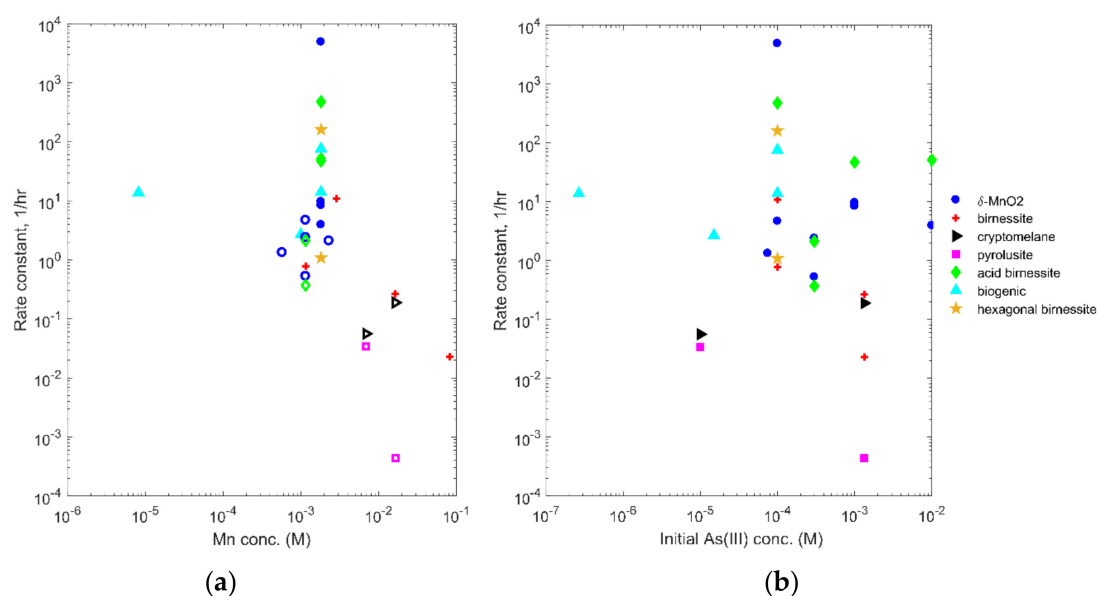 10^4
10^3
10^2
10^1
10^0
10^-1
10^-2
10^-3
10^-4
Rate constant, 1/hr
10^-6
10^-5
10^-4
10^-3
10^-2
10^-1
Mn conc. (M)
(a)
10^4
10^3
10^2
10^1
10^0
10^-1
10^-2
10^-3
10^-4
Rate constant, 1/hr
10^-7
10^-6
10^-5
10^-4
10^-3
10^-2
Initial As(III) conc. (M)
(b)
δ-MnO2
birnessite
cryptomelane
pyrolusite
acid birnessite
biogenic
hexagonal birnessite